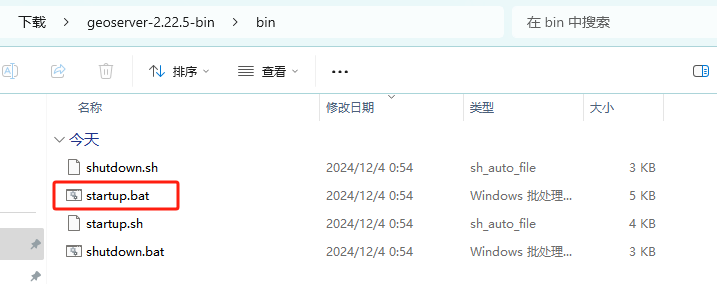 下载 > geoserver-2.22.5-bin > bin 在 bin 中搜索
排序 查看 ...
名称 修改日期 类型 大小
今天
shutdown.sh 2024/12/4 0:54 sh_auto_file 3 KB
startup.bat 2024/12/4 0:54 Windows 批处理... 5 KB
startup.sh 2024/12/4 0:54 sh_auto_file 4 KB
shutdown.bat 2024/12/4 0:54 Windows 批处理... 3 KB